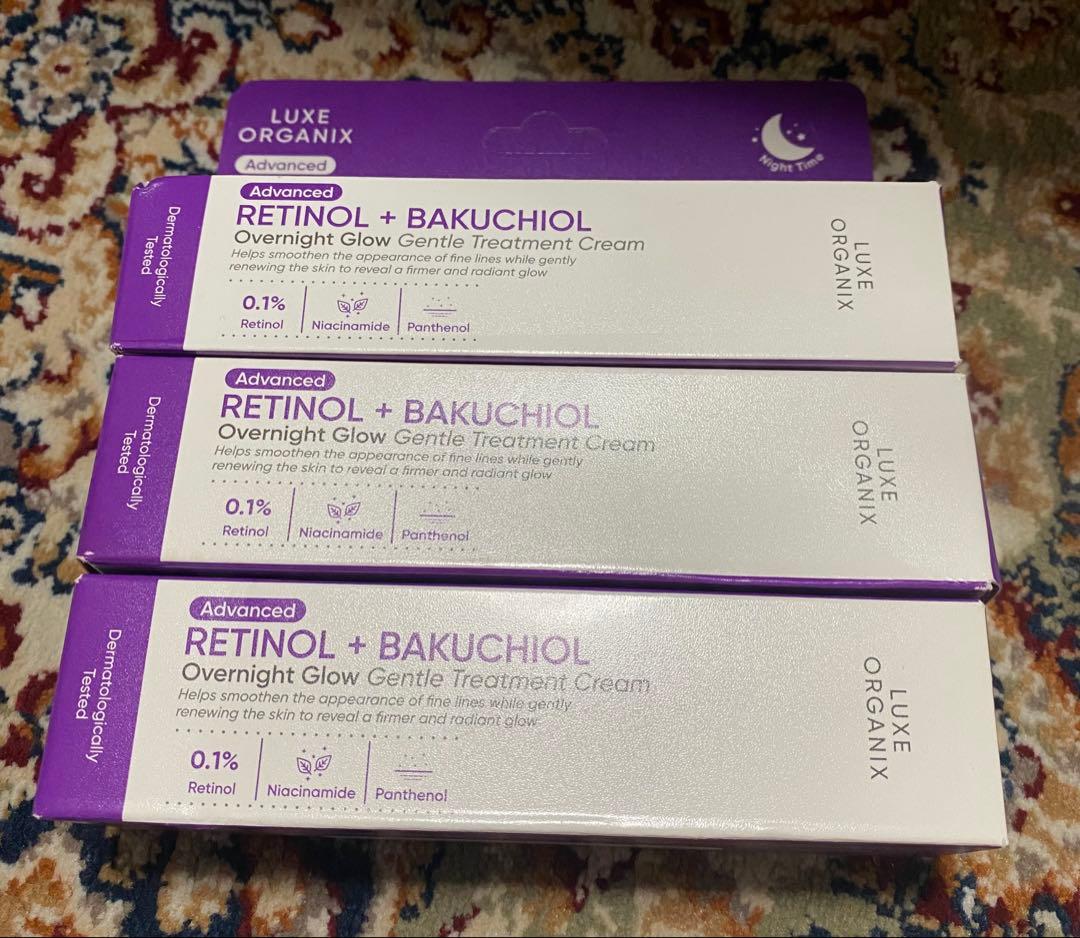 LUXE
ORGANIX
Advanced
Night Time
Dermatologically
Tested
Advanced
RETINOL + BAKUCHIOL
Overnight Glow Gentle Treatment Cream
Helps smoothen the appearance of fine lines while gently
renewing the skin to reveal a firmer and radiant glow
0.1%
Retinol
Niacinamide
Panthenol
LUXE
ORGANIX
Dermatologically
Tested
Advanced
RETINOL + BAKUCHIOL
Overnight Glow Gentle Treatment Cream
Helps smoothen the appearance of fine lines while gently
renewing the skin to reveal a firmer and radiant glow
0.1%
Retinol
Niacinamide
Panthenol
LUXE
ORGANIX
Dermatologically
Tested
Advanced
RETINOL + BAKUCHIOL
Overnight Glow Gentle Treatment Cream
Helps smoothen the appearance of fine lines while gently
renewing the skin to reveal a firmer and radiant glow
0.1%
Retinol
Niacinamide
Panthenol
LUXE
ORGANIX